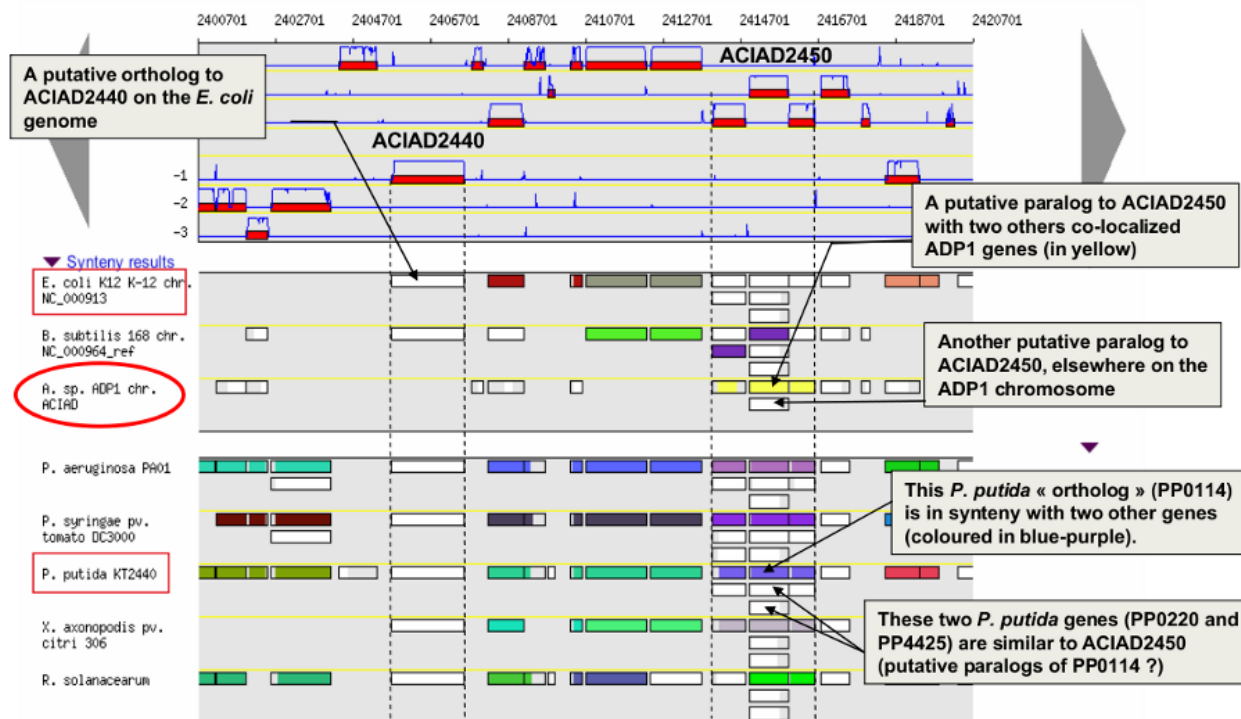 2400701 2402701 2404701 2406701 2408701 2410701 2412701 2414701 2416701 2418701 2420701
ACIAD2450
A putative ortholog to
ACIAD2440 on the E. coli
genome
ACIAD2440
-1
-2
-3
A putative paralog to ACIAD2450
with two others co-localized
ADP1 genes (in yellow)
Synteny results
E. coli K12 K-12 chr.
NC_000913
B. subtilis 168 chr.
NC_000964_ref
Another putative paralog to
ACIAD2450, elsewhere on the
ADP1 chromosome
A. sp. ADP1 chr.
ACIAD
P. aeruginosa PA01
This P. putida « ortholog » (PP0114)
is in synteny with two other genes
(coloured in blue-purple).
P. syringae pv.
tomato DC3000
P. putida KT2440
These two P. putida genes (PP0220 and
PP4425) are similar to ACIAD2450
(putative paralogs of PP0114 ?)
X. axonopodis pv.
citri 306
R. solanacearum